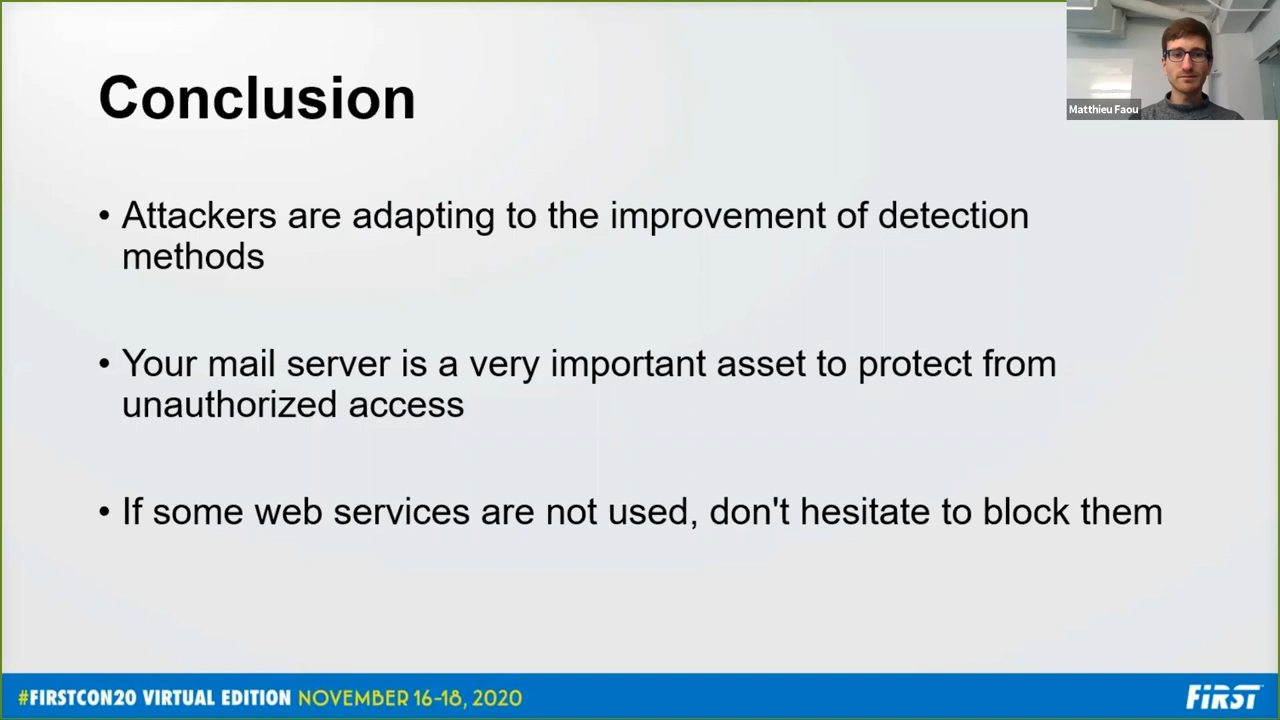 Conclusion
Matthieu Faou
• Attackers are adapting to the improvement of detection
methods
• Your mail server is a very important asset to protect from
unauthorized access
• If some web services are not used, don't hesitate to block them
#FIRSTCON20 VIRTUAL EDITION NOVEMBER 16-18, 2020
FiRST